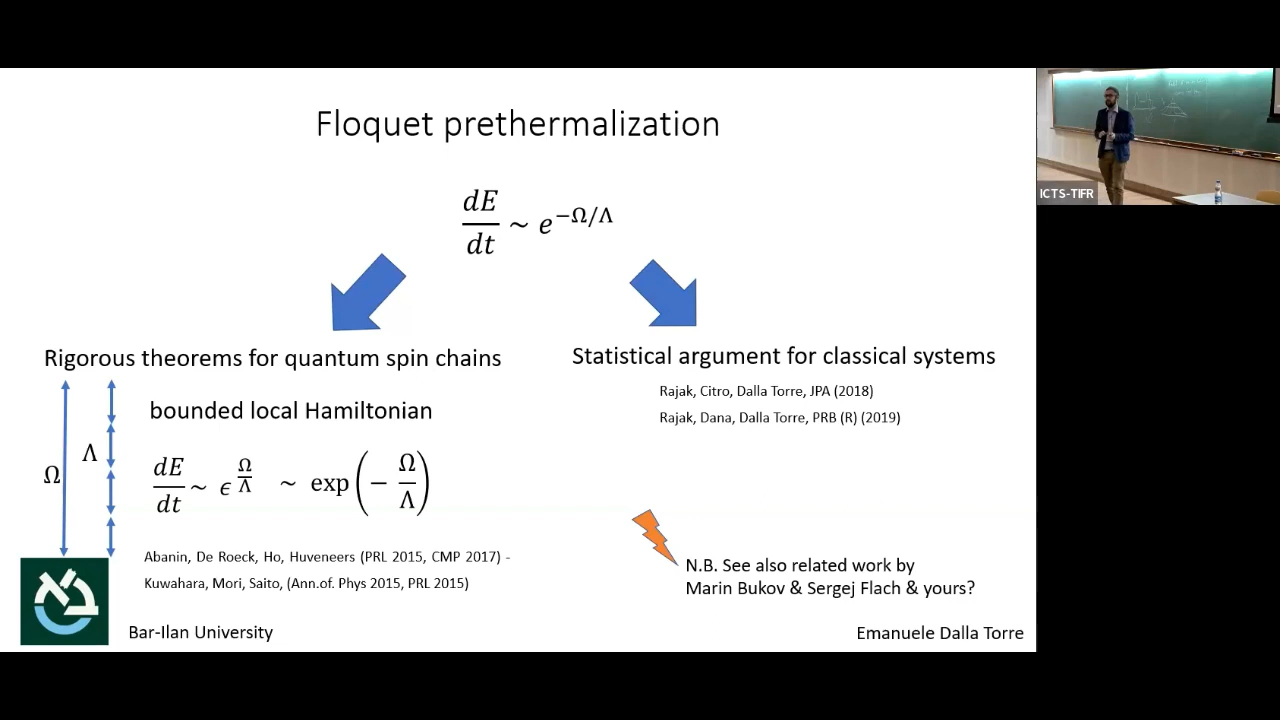 Floquet prethermalization
dE/dt ~ e^{−Ω/Λ}
Rigorous theorems for quantum spin chains
bounded local Hamiltonian
Ω
Λ
dE/dt ~ ϵ^{Ω/Λ} ~ exp(−Ω/Λ)
Abanin, De Roeck, Ho, Huveneers (PRL 2015, CMP 2017) -
Kuwahara, Mori, Saito, (Ann.of. Phys 2015, PRL 2015)
Statistical argument for classical systems
Rajak, Citro, Dalla Torre, JPA (2018)
Rajak, Dana, Dalla Torre, PRB (R) (2019)
N.B. See also related work by
Marin Bukov & Sergej Flach & yours?
Bar-Ilan University
Emanuele Dalla Torre
ICTS-TIFR